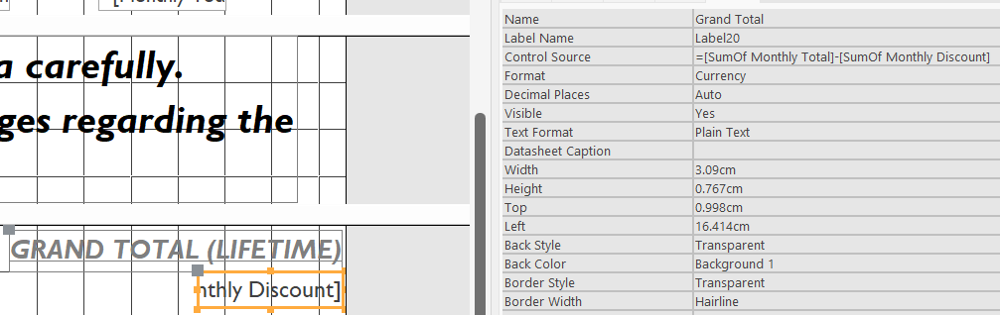 a carefully.
ges regarding the
GRAND TOTAL (LIFETIME)
nthly Discount]
Name Grand Total
Label Name Label20
Control Source =[SumOf Monthly Total]-[SumOf Monthly Discount]
Format Currency
Decimal Places Auto
Visible Yes
Text Format Plain Text
Datasheet Caption
Width 3.09cm
Height 0.767cm
Top 0.998cm
Left 16.414cm
Back Style Transparent
Back Color Background 1
Border Style Transparent
Border Width Hairline